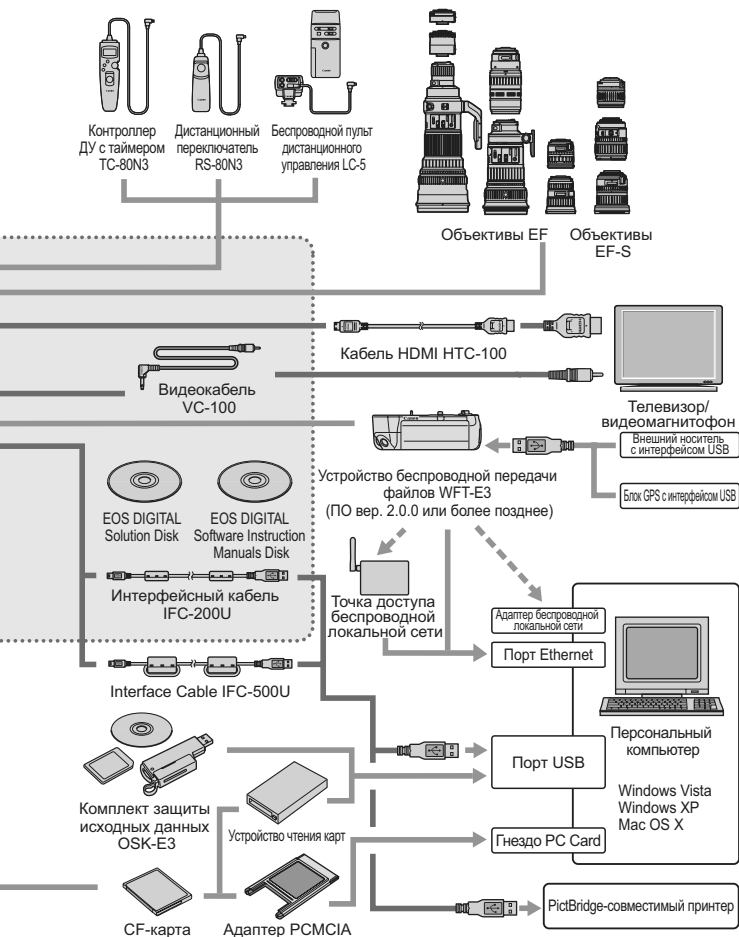 Контроллер
ДУ с таймером
TC-80N3
Дистанционный
переключатель
RS-80N3
Беспроводной пульт
дистанционного
управления LC-5
Объективы EF
Объективы
EF-S
Кабель HDMI HTC-100
Видеокабель
VC-100
Телевизор/
видеомагнитофон
Внешний носитель
с интерфейсом USB
Блок GPS с интерфейсом USB
Устройство беспроводной передачи
файлов WFT-E3
(ПО вер. 2.0.0 или более позднее)
EOS DIGITAL
Solution Disk
EOS DIGITAL
Software Instruction
Manuals Disk
Интерфейсный кабель
IFC-200U
Точка доступа
беспроводной
локальной сети
Адаптер беспроводной
локальной сети
Порт Ethernet
Interface Cable IFC-500U
Персональный
компьютер
Порт USB
Windows Vista
Windows XP
Mac OS X
Комплект защиты
исходных данных
OSK-E3
Устройство чтения карт
Гнездо PC Card
CF-карта
Адаптер PCMCIA
PictBridge-совместимый принтер